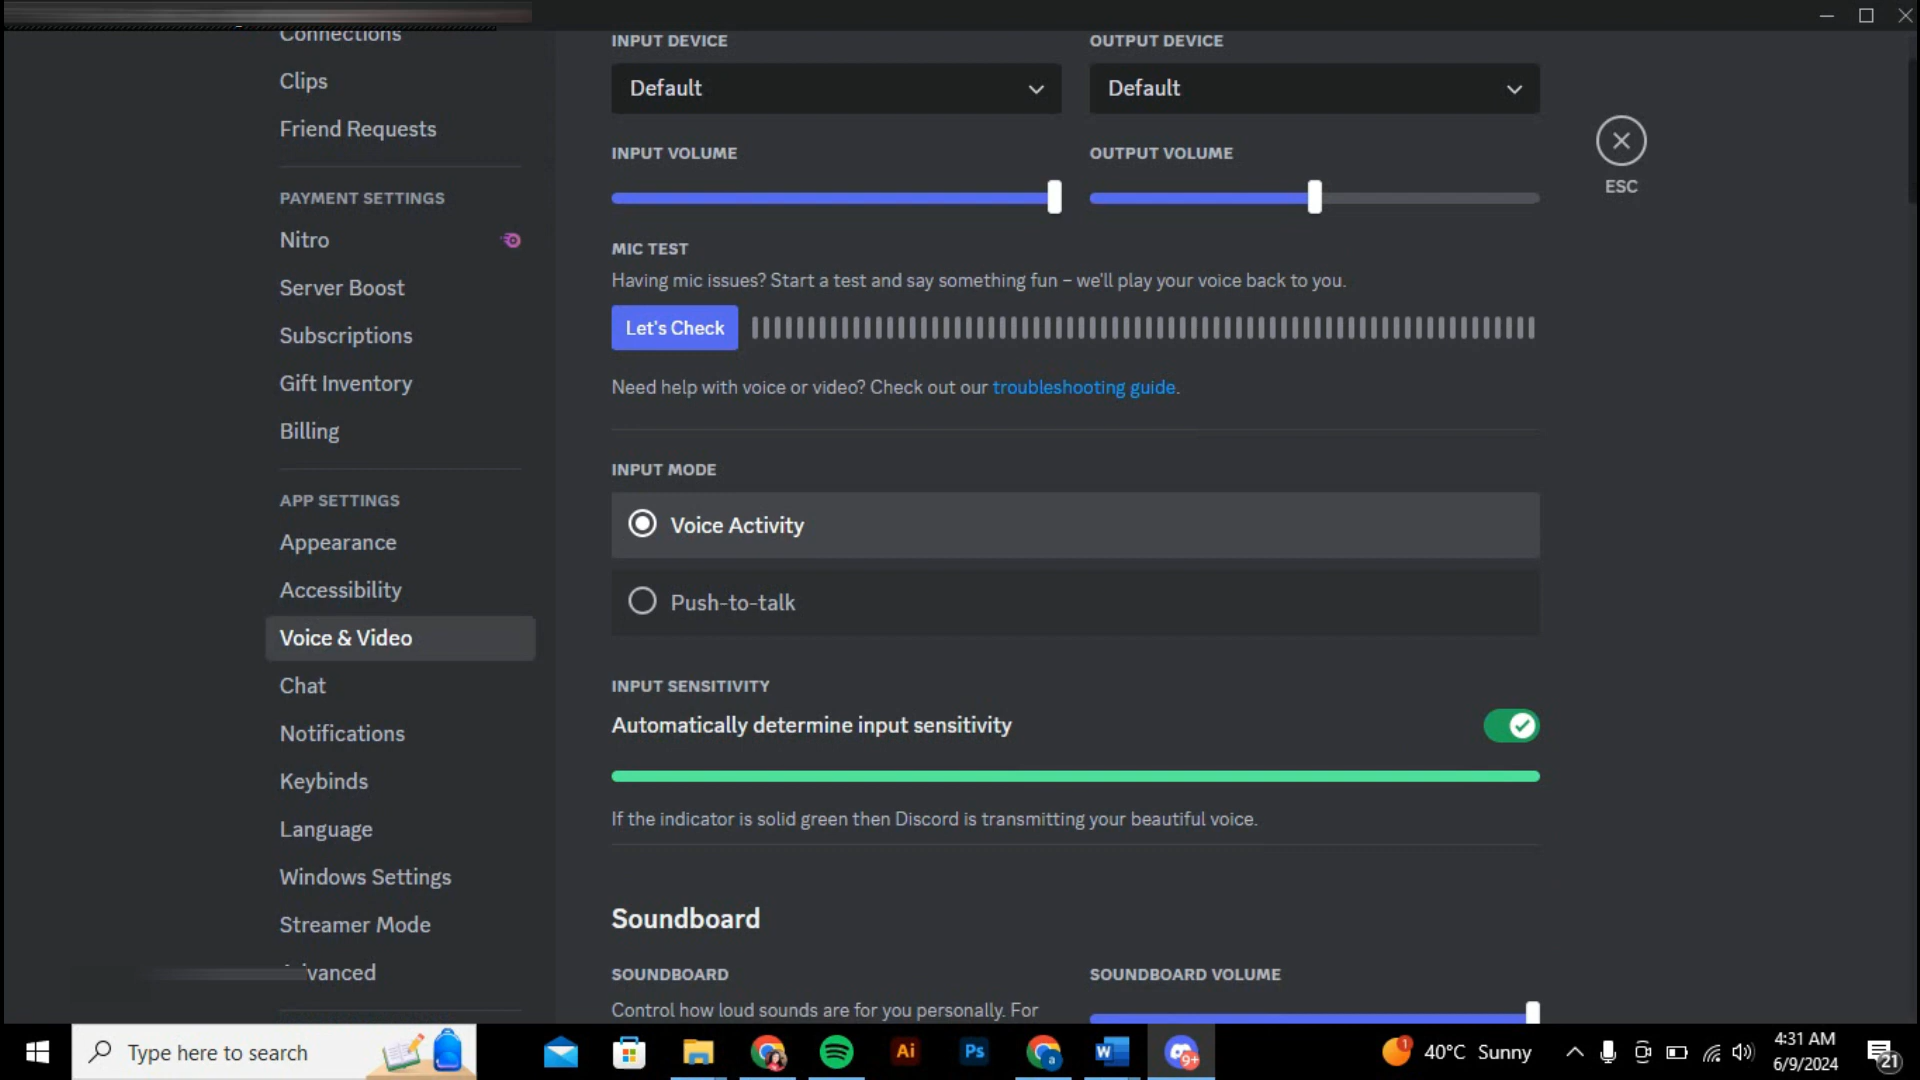 Connections
Clips
Friend Requests
PAYMENT SETTINGS
Nitro
Server Boost
Subscriptions
Gift Inventory
Billing
APP SETTINGS
Appearance
Accessibility
Voice & Video
Chat
Notifications
Keybinds
Language
Windows Settings
Streamer Mode
INPUT DEVICE
OUTPUT DEVICE
Default
Default
INPUT VOLUME
OUTPUT VOLUME
ESC
MIC TEST
Having mic issues? Start a test and say something fun – we'll play your voice back to you.
Let's Check
Need help with voice or video? Check out our troubleshooting guide.
INPUT MODE
Voice Activity
Push-to-talk
INPUT SENSITIVITY
Automatically determine input sensitivity
If the indicator is solid green then Discord is transmitting your beautiful voice.
Soundboard
SOUNDBOARD
SOUNDBOARD VOLUME
Control how loud sounds are for you personally. For
Type here to search
Ai
Ps
a
W
9+
1
40°C Sunny
4:31 AM
6/9/2024
21